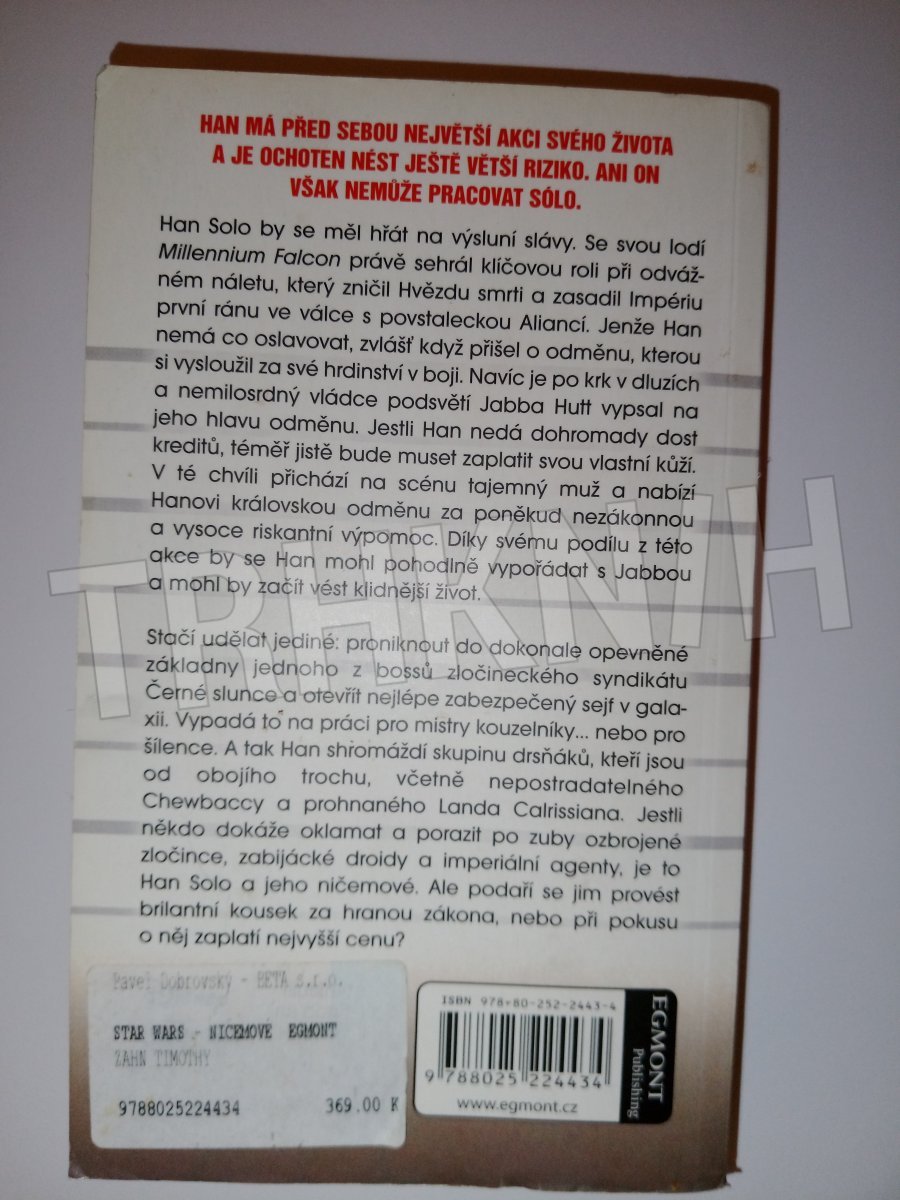 HAN MÁ PŘED SEBOU NEJVĚTŠÍ AKCI SVÉHO ŽIVOTA
A JE OCHOTEN NÉST JEŠTĚ VĚTŠÍ RIZIKO. ANI ON
VŠAK NEMŮŽE PRACOVAT SÓLO.
Han Solo by se měl hřát na výsluní slávy. Se svou lodí
Millennium Falcon právě sehrál klíčovou roli při odváž-
ném náletu, který zničil Hvězdu smrti a zasadil Impériu
první ránu ve válce s povstaleckou Aliancí. Jenže Han
nemá co oslavovat, zvlášť když přišel o odměnu, kterou
si vysloužil za své hrdinství v boji. Navíc je po krk v dluzích
a nemilosrdný vládce podsvětí Jabba Hutt vypsal na
jeho hlavu odměnu. Jestli Han nedá dohromady dost
kreditů, téměř jistě bude muset zaplatit svou vlastní kůží.
V té chvíli přichází na scénu tajemný muž a nabízí
Hanovi královskou odměnu za poněkud nezákonnou
a vysoce riskantní výpomoc. Díky svému podílu z této
akce by se Han mohl pohodlně vypořádat s Jabbou
a mohl by začít vést klidnější život.
TRHKNIH
Stačí udělat jediné: proniknout do dokonale opevněné
základny jednoho z bossů zločineckého syndikátu
Černé slunce a otevřít nejlépe zabezpečený sejf v gala-
xii. Vypadá to na práci pro mistry kouzelníky... nebo pro
šílence. A tak Han shromáždí skupinu drsňáků, kteří jsou
od obojího trochu, včetně nepostradatelného
Chewbaccy a prohnaného Landa Calrissiana. Jestli
někdo dokáže oklamat a porazit po zuby ozbrojené
zločince, zabijácké droidy a imperiální agenty, je to
Han Solo a jeho ničemové. Ale podaří se jim provést
brilantní kousek za hranou zákona, nebo při pokusu
o něj zaplatí nejvyšší cenu?
Pavel Dobrovský - BETA s.r.o.
STAR WARS - NICEMOVÉ EGMONT
ZAHN TIMOTHY
9788025224434 369.00 K
ISBN 978-80-252-2443-4
9 788025 224434
www.egmont.cz
EGMONT
Publishing